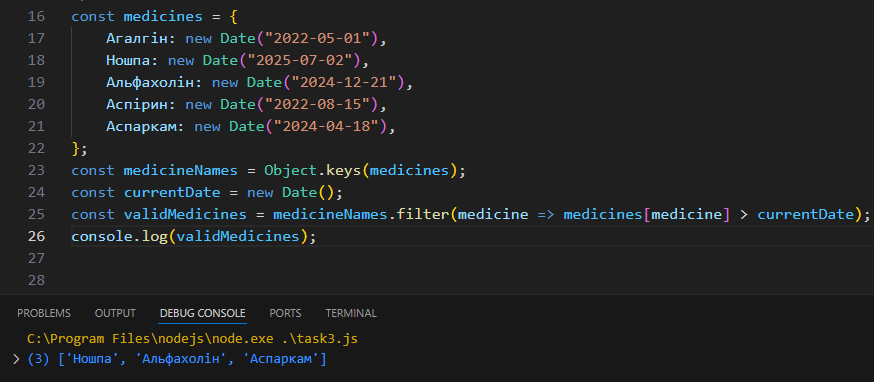 16 const medicines = {
17 Агалгін: new Date("2022-05-01"),
18 Ношпа: new Date("2025-07-02"),
19 Альфахолін: new Date("2024-12-21"),
20 Аспірин: new Date("2022-08-15"),
21 Аспаркам: new Date("2024-04-18"),
22 };
23 const medicineNames = Object.keys(medicines);
24 const currentDate = new Date();
25 const validMedicines = medicineNames.filter(medicine => medicines[medicine] > currentDate);
26 console.log(validMedicines);
27
28
PROBLEMS OUTPUT DEBUG CONSOLE PORTS TERMINAL
C:\Program Files\nodejs\node.exe .\task3.js
> (3) ['Ношпа', 'Альфахолін', 'Аспаркам']